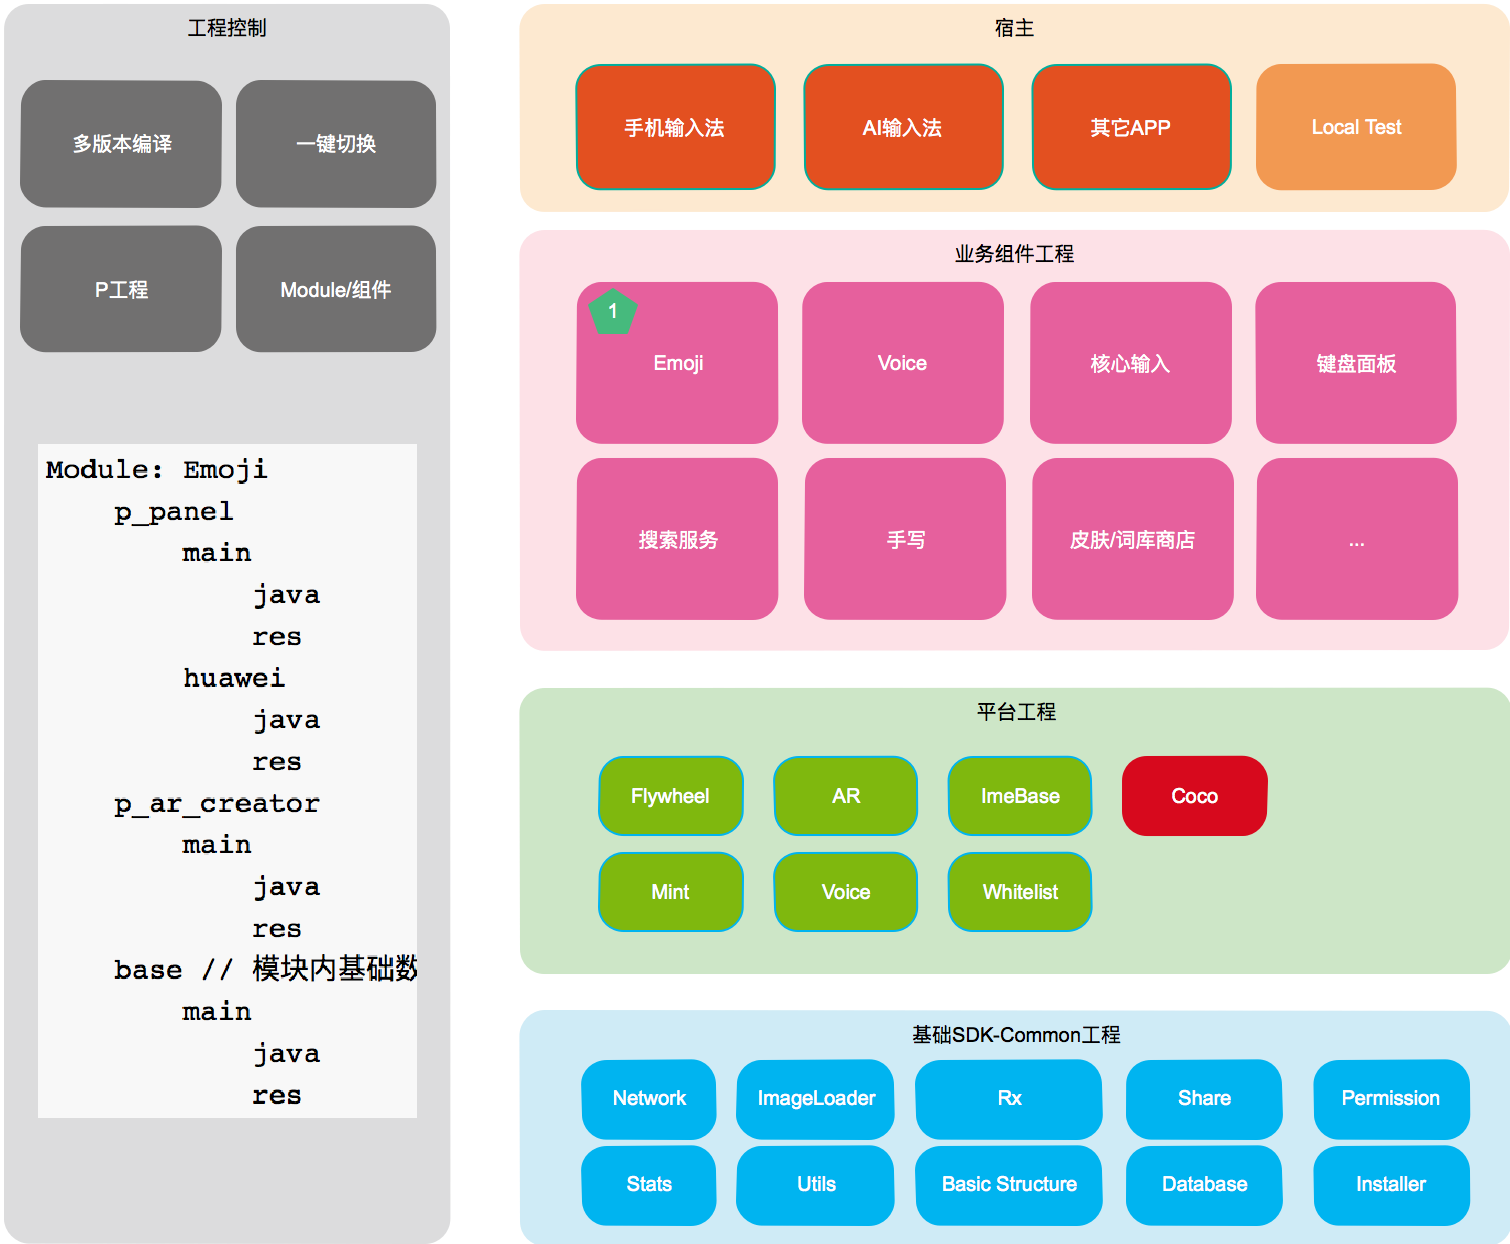 工程控制
多版本编译
一键切换
P工程
Module/组件
Module: Emoji
p_panel
main
java
res
huawei
java
res
p_ar_creator
main
java
res
base // 模块内基础数
main
java
res
宿主
手机输入法
AI输入法
其它APP
Local Test
业务组件工程
1
Emoji
Voice
核心输入
键盘面板
搜索服务
手写
皮肤/词库商店
...
平台工程
Flywheel
AR
ImeBase
Coco
Mint
Voice
Whitelist
基础SDK-Common工程
Network
ImageLoader
Rx
Share
Permission
Stats
Utils
Basic Structure
Database
Installer